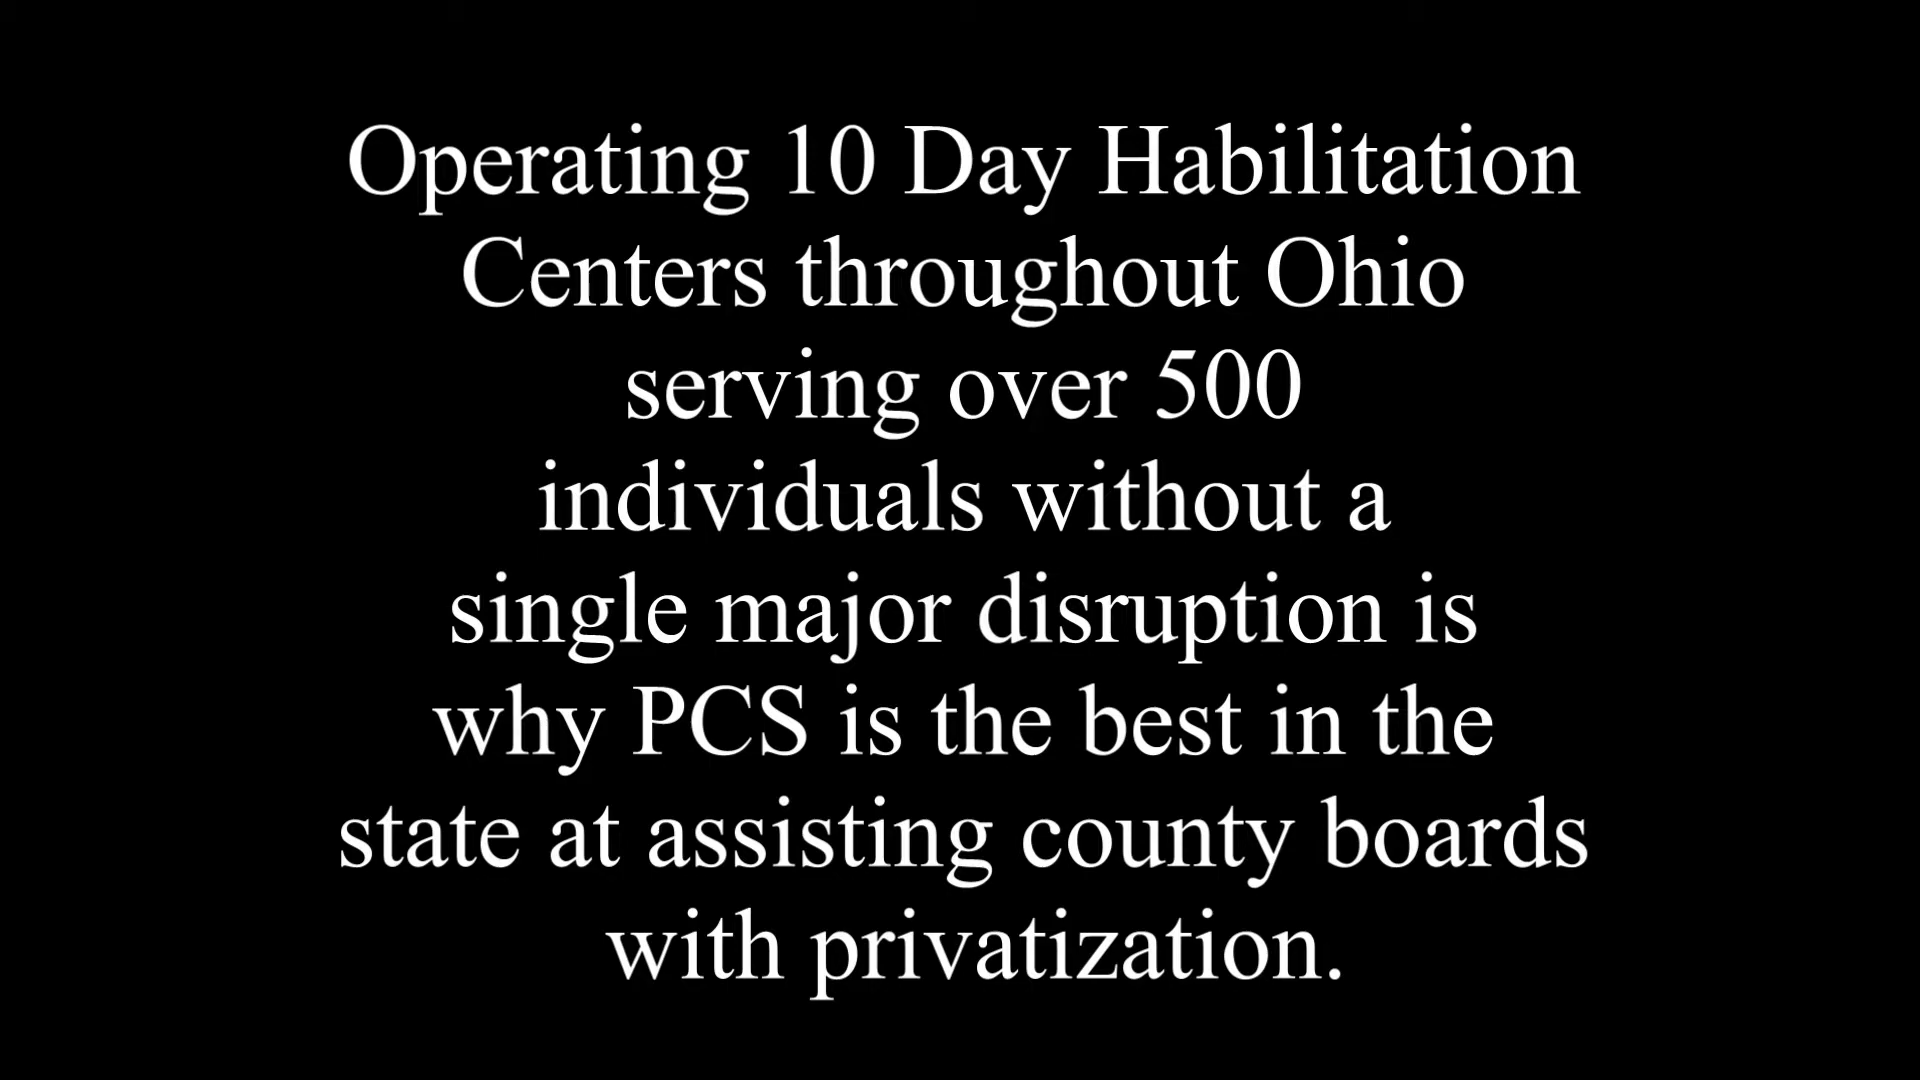 Operating 10 Day Habilitation
Centers throughout Ohio
serving over 500
individuals without a
single major disruption is
why PCS is the best in the
state at assisting county boards
with privatization.